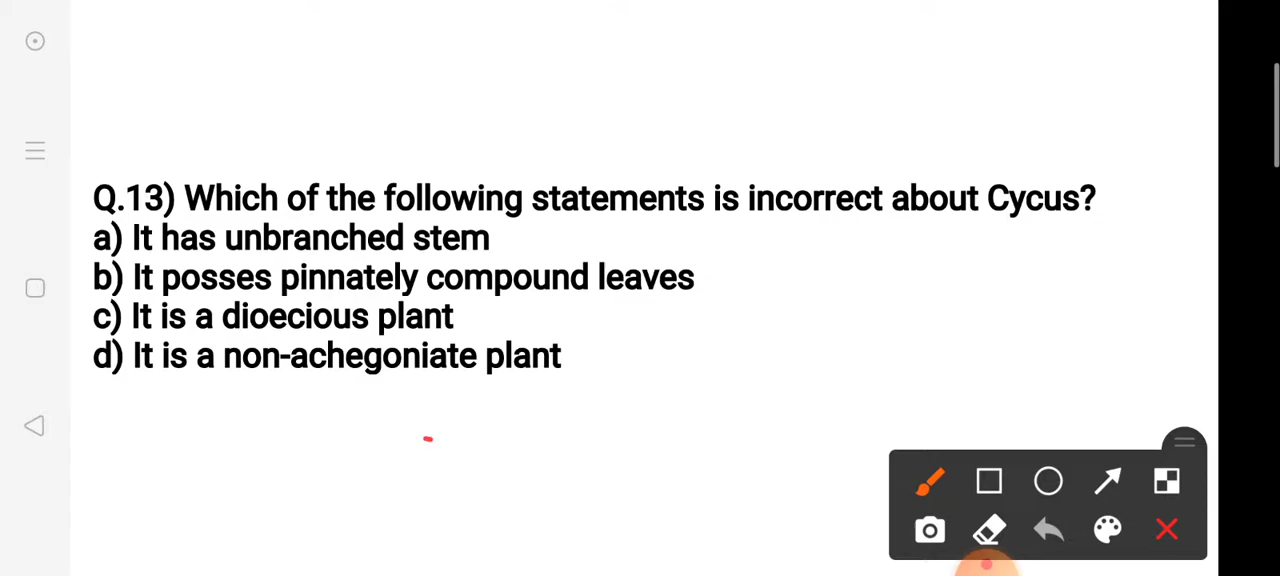 Q.13) Which of the following statements is incorrect about Cycus?
a) It has unbranched stem
b) It posses pinnately compound leaves
c) It is a dioecious plant
d) It is a non-achegoniate plant